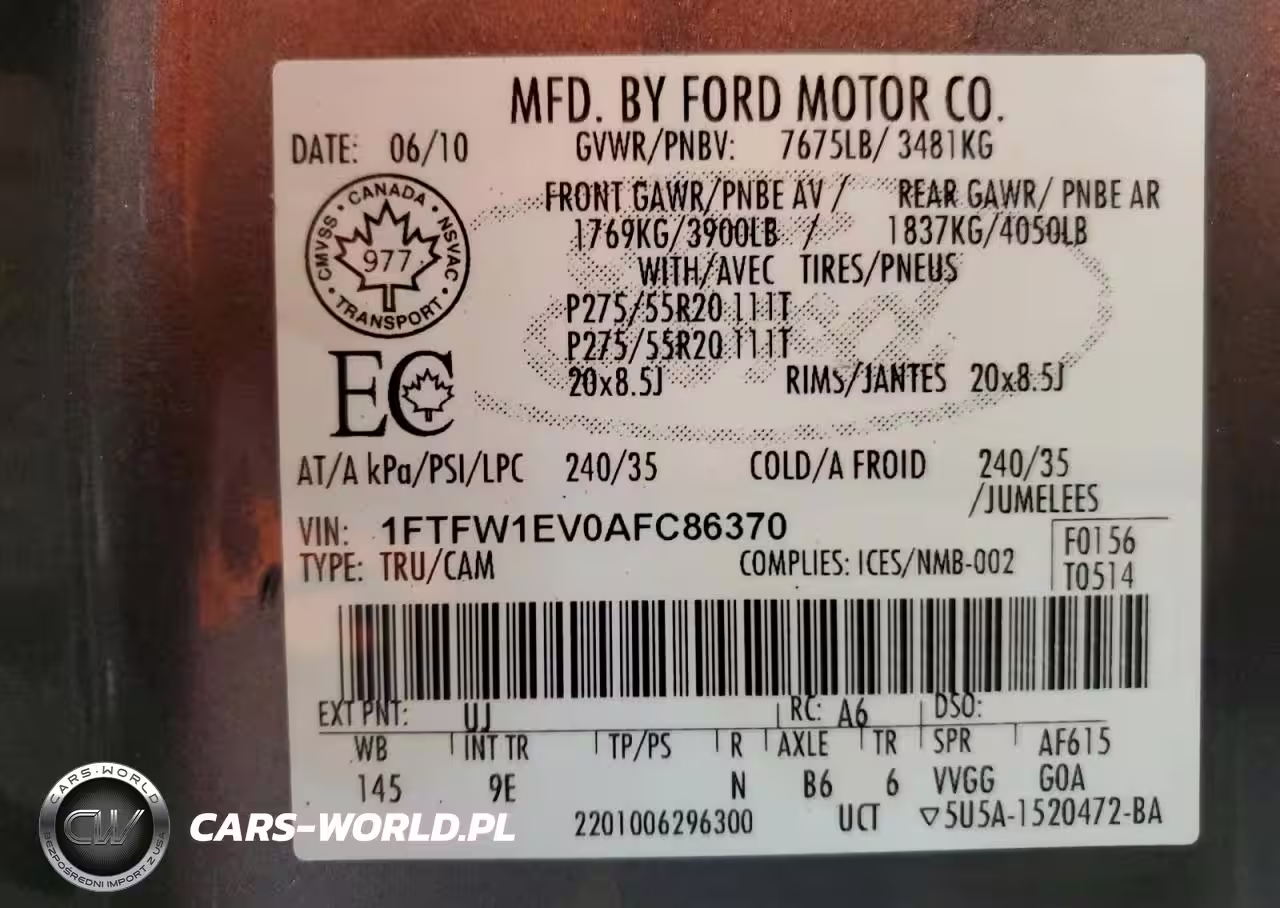 MFD. BY FORD MOTOR CO.
DATE: 06/10 GVWR/PNBV: 7675LB/ 3481KG
FRONT GAWR/PNBE AV / REAR GAWR/ PNBE AR
1769KG/3900LB / 1837KG/4050LB
WITH/AVEC TIRES/PNEUS
P275/55R20 111T
P275/55R20 111T
20x8.5J RIMS/JANTES 20x8.5J
CANADA · NSVAC · TRANSPORT · CMVSS ·
977
EC
AT/A kPa/PSI/LPC 240/35 COLD/A FROID 240/35
/JUMELEES
VIN: 1FTFW1EV0AFC86370
F0156
TYPE: TRU/CAM COMPLIES: ICES/NMB-002
T0514
EXT PNT: UJ RC: A6 DSO:
WB INT TR TP/PS R AXLE TR SPR AF615
145 9E N B6 6 VVGG GOA
2201006296300 UCT ▽5U5A-1520472-BA
CARS-WORLD
CW
BEZPOŚREDNI IMPORT Z USA
CARS-WORLD.PL